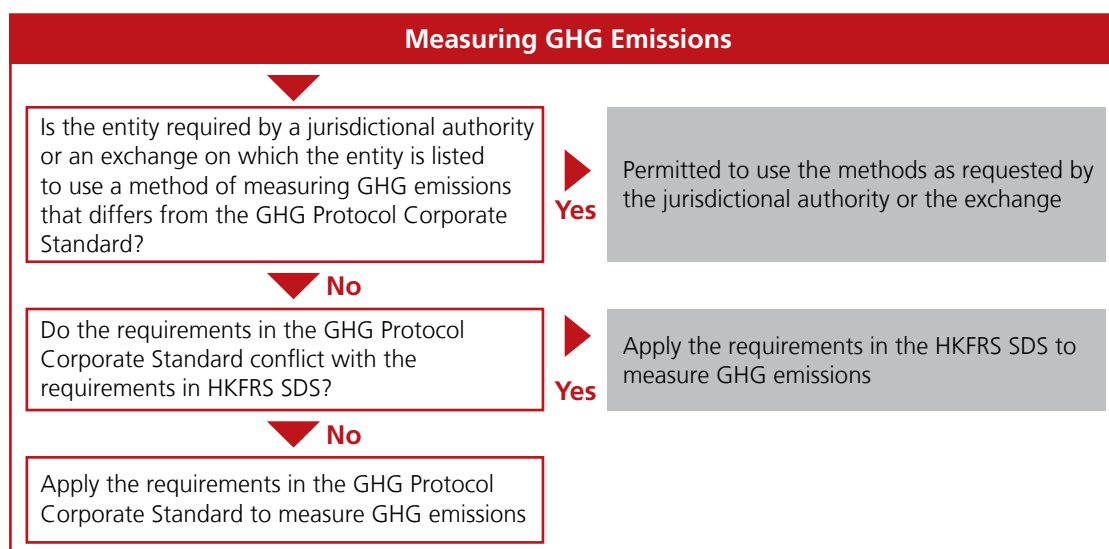 Measuring GHG Emissions
Is the entity required by a jurisdictional authority
or an exchange on which the entity is listed
to use a method of measuring GHG emissions
that differs from the GHG Protocol Corporate
Standard?
Yes
Permitted to use the methods as requested by
the jurisdictional authority or the exchange
No
Do the requirements in the GHG Protocol
Corporate Standard conflict with the
requirements in HKFRS SDS?
Yes
Apply the requirements in the HKFRS SDS to
measure GHG emissions
No
Apply the requirements in the GHG Protocol
Corporate Standard to measure GHG emissions